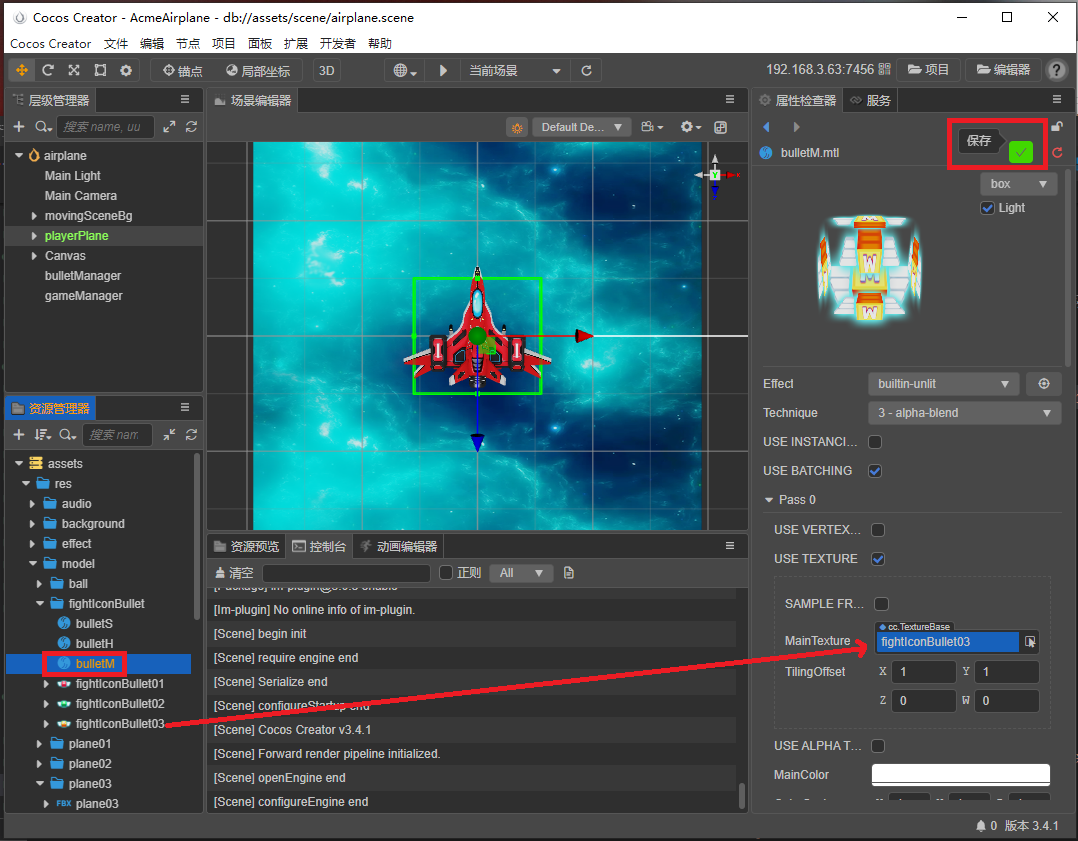 Cocos Creator - AcmeAirplane - db://assets/scene/airplane.scene
Cocos Creator 文件 编辑 节点 项目 面板 扩展 开发者 帮助
锚点 局部坐标 3D 当前场景 192.168.3.63:7456 项目 编辑器 ?
层级管理器
搜索 name, uu
airplane
Main Light
Main Camera
movingSceneBg
playerPlane
Canvas
bulletManager
gameManager
资源管理器
搜索 nam
assets
res
audio
background
effect
model
ball
fightIconBullet
bulletS
bulletH
bulletM
fightIconBullet01
fightIconBullet02
fightIconBullet03
plane01
plane02
plane03
FBX plane03
场景编辑器
Default De...
Y
资源预览 控制台 动画编辑器
清空 正则 All
[Im-plugin] No online info of im-plugin.
[Scene] begin init
[Scene] require engine end
[Scene] Serialize end
[Scene] configureStartup end
[Scene] Cocos Creator v3.4.1
[Scene] Forward render pipeline initialized.
[Scene] openEngine end
[Scene] configureEngine end
属性检查器 服务
保存
bulletM.mtl
box
Light
Effect builtin-unlit
Technique 3 - alpha-blend
USE INSTANCI...
USE BATCHING
Pass 0
USE VERTEX...
USE TEXTURE
SAMPLE FR...
cc.TextureBase
MainTexture fightIconBullet03
TilingOffset X 1 Y 1
Z 0 W 0
USE ALPHA T...
MainColor
0 版本 3.4.1